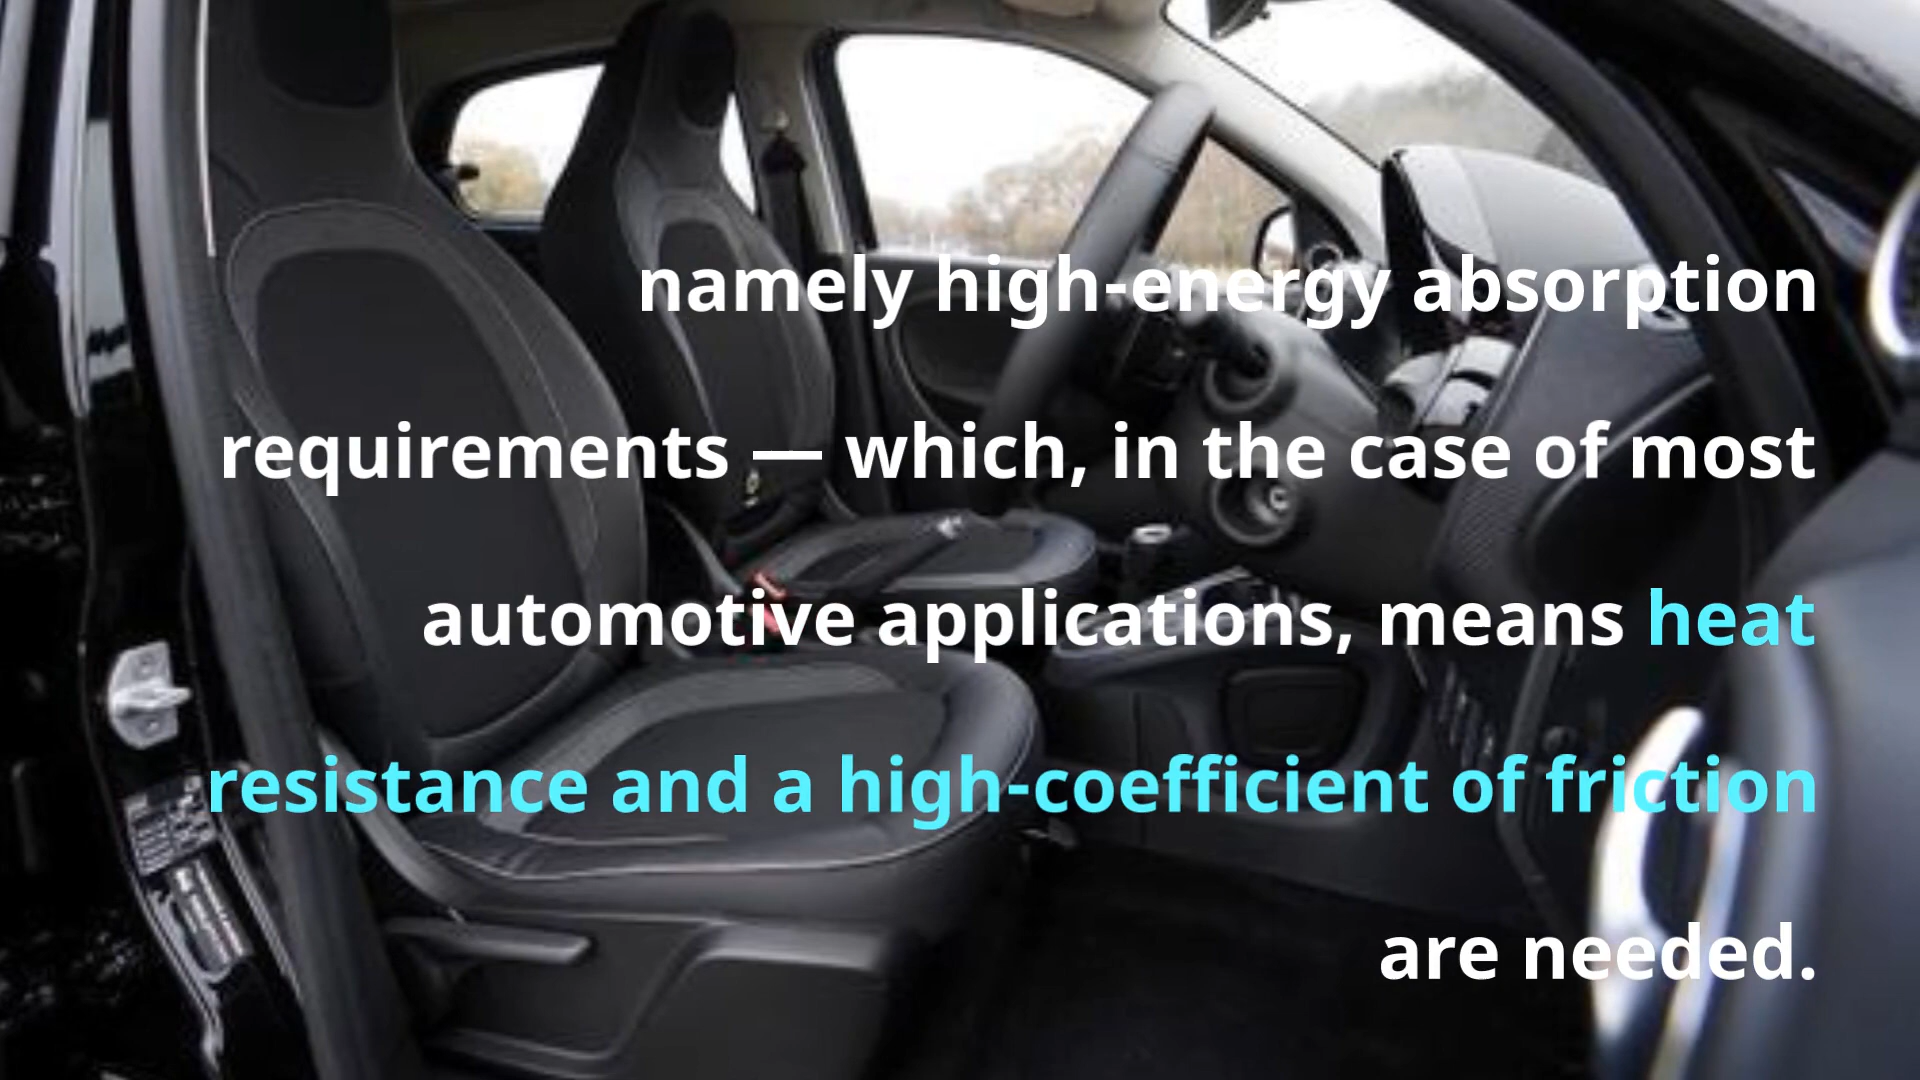 namely high-energy absorption
requirements — which, in the case of most
automotive applications, means heat
resistance and a high-coefficient of friction
are needed.